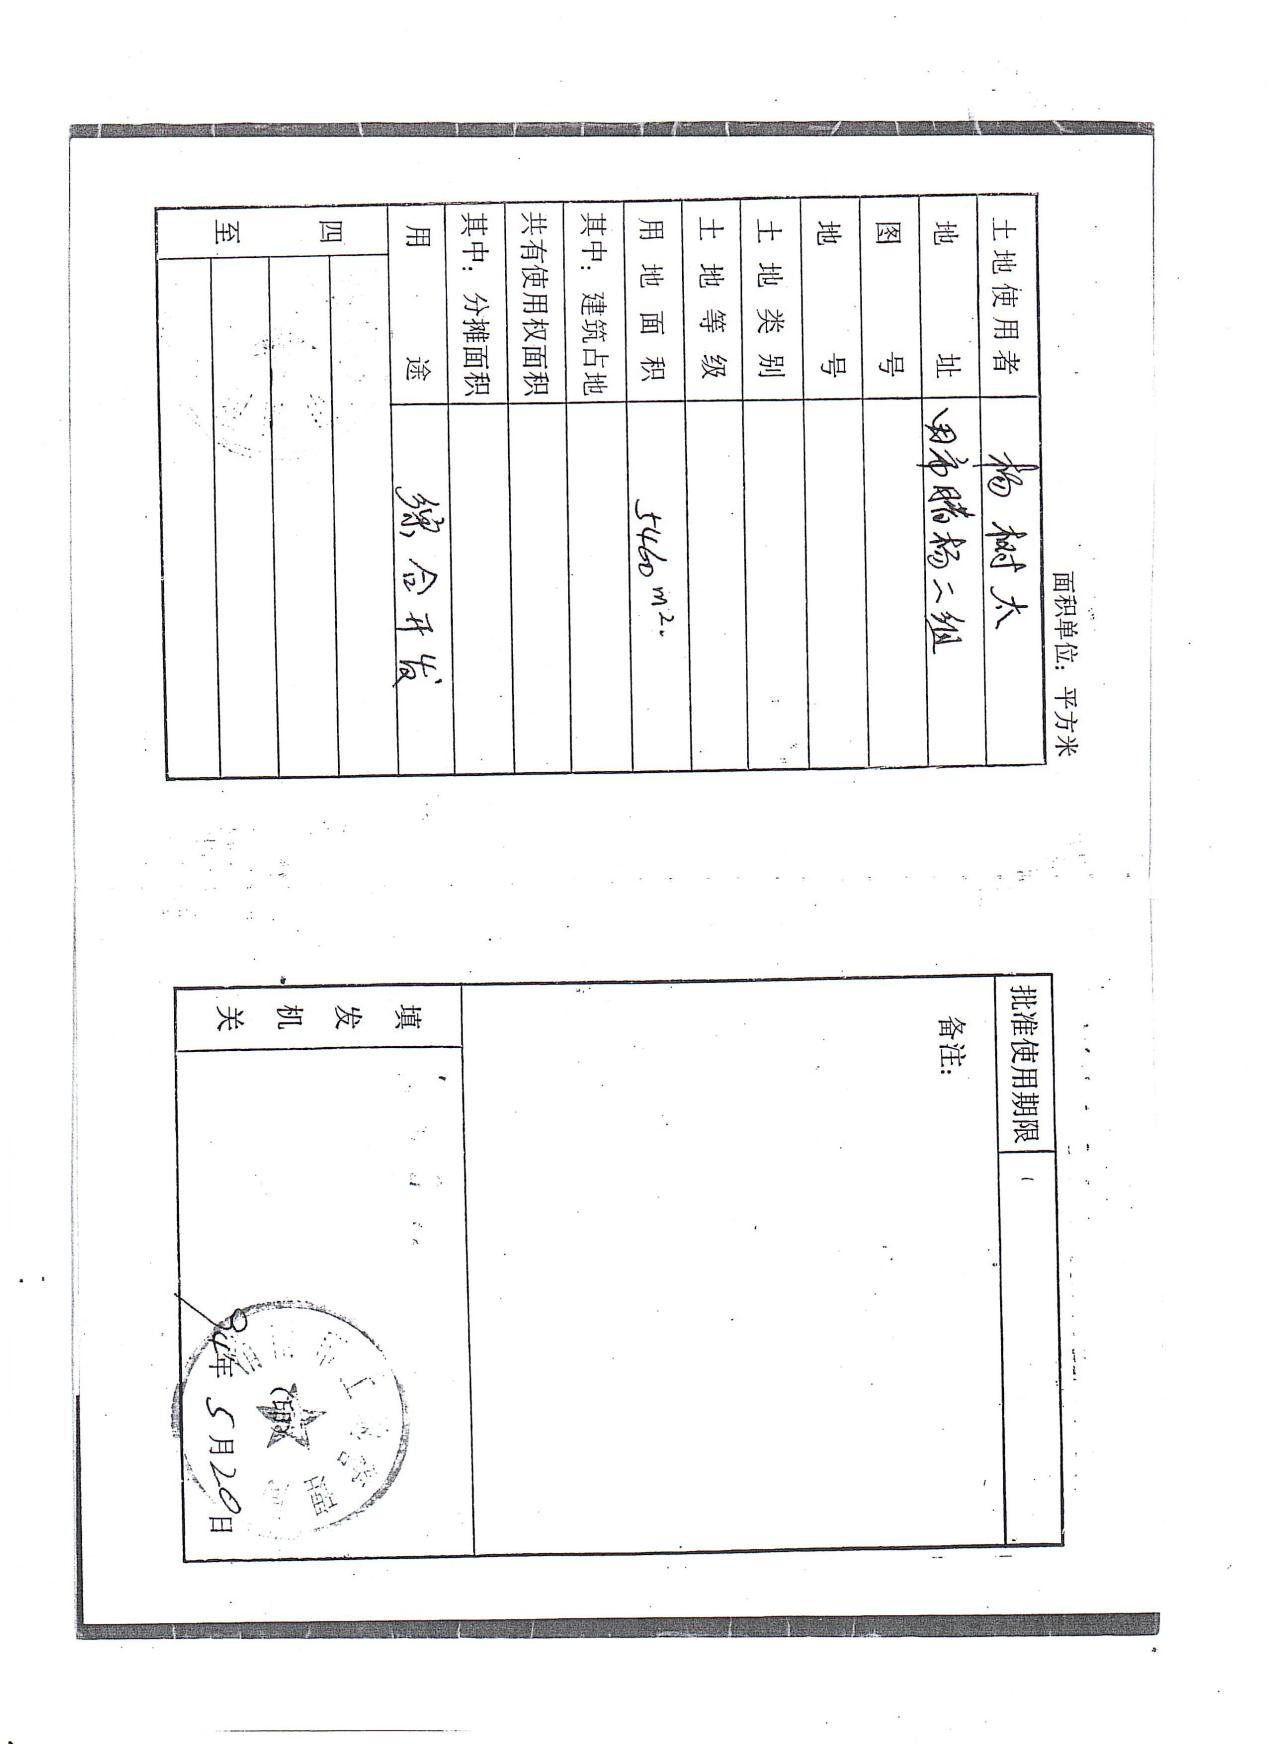 面积单位：平方米
土地使用者 杨树太
地址 团市腊杨二组
图号
地号
土地类别
土地等级
用地面积 5460m².
其中：建筑占地
共有使用权面积
其中：分摊面积
用途 综合开发
四至
批准使用期限
备注:
填发机关
(印)
年5月20日